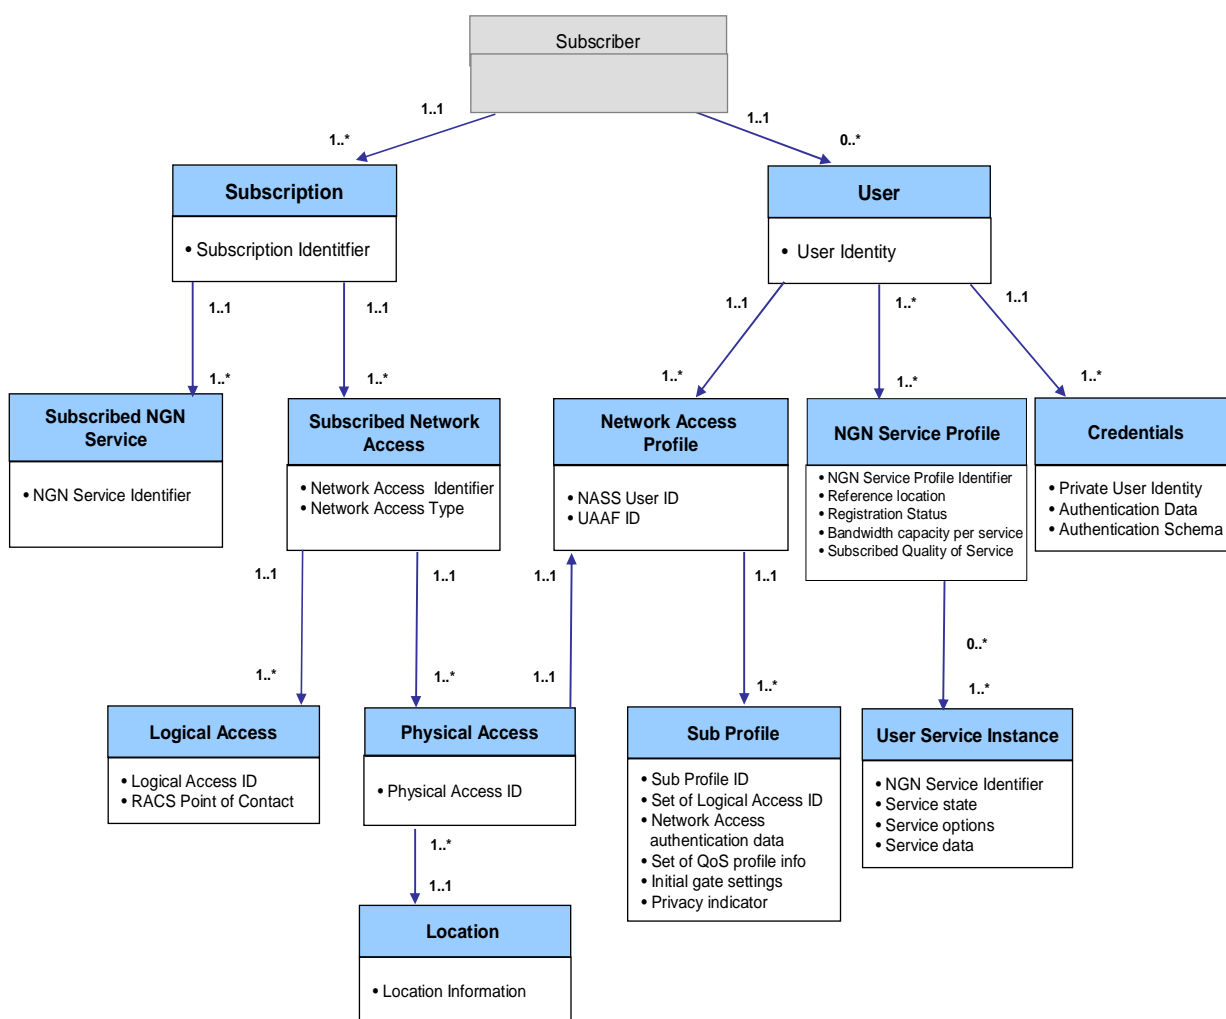 Subscriber
1..1
1..1
1..*
0..*
Subscription
• Subscription Identitfier
User
• User Identity
1..1
1..1
1..1
1..*
1..1
1..*
1..*
1..*
1..*
1..*
Subscribed NGN
Service
• NGN Service Identifier
Subscribed Network
Access
• Network Access Identifier
• Network Access Type
Network Access
Profile
• NASS User ID
• UAAF ID
NGN Service Profile
• NGN Service Profile Identifier
• Reference location
• Registration Status
• Bandwidth capacity per service
• Subscribed Quality of Service
Credentials
• Private User Identity
• Authentication Data
• Authentication Schema
1..1
1..1
1..1
1..1
0..*
1..*
1..*
1..1
1..*
1..*
Logical Access
• Logical Access ID
• RACS Point of Contact
Physical Access
• Physical Access ID
Sub Profile
• Sub Profile ID
• Set of Logical Access ID
• Network Access
authentication data
• Set of QoS profile info
• Initial gate settings
• Privacy indicator
User Service Instance
• NGN Service Identifier
• Service state
• Service options
• Service data
1..*
1..1
Location
• Location Information